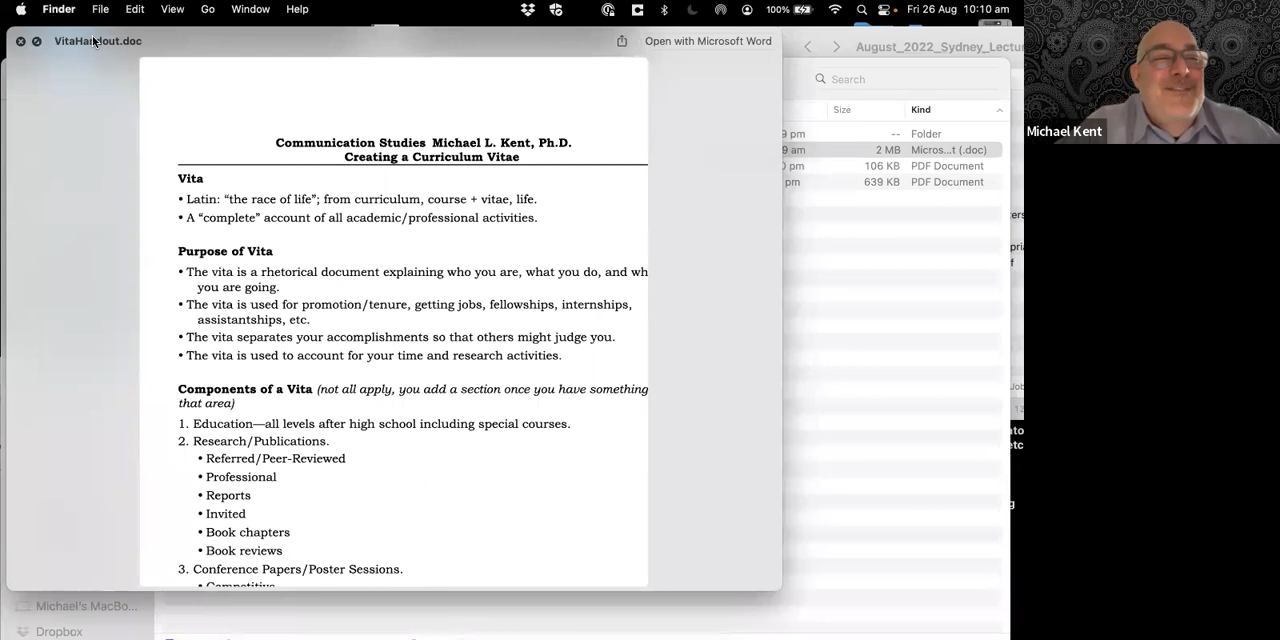 Finder File Edit View Go Window Help 100% Fri 26 Aug 10:10 am
VitaHandout.doc Open with Microsoft Word
August_2022_Sydney_Lectu
Search
Size Kind
9 pm -- Folder
9 am 2 MB Micros...t (.doc)
0 pm 106 KB PDF Document
pm 639 KB PDF Document
Michael Kent
Communication Studies Michael L. Kent, Ph.D.
Creating a Curriculum Vitae
Vita
• Latin: “the race of life”; from curriculum, course + vitae, life.
• A “complete” account of all academic/professional activities.
Purpose of Vita
• The vita is a rhetorical document explaining who you are, what you do, and wh
you are going.
• The vita is used for promotion/tenure, getting jobs, fellowships, internships,
assistantships, etc.
• The vita separates your accomplishments so that others might judge you.
• The vita is used to account for your time and research activities.
Components of a Vita (not all apply, you add a section once you have something
that area)
1. Education—all levels after high school including special courses.
2. Research/Publications.
• Referred/Peer-Reviewed
• Professional
• Reports
• Invited
• Book chapters
• Book reviews
3. Conference Papers/Poster Sessions.
• Competitive
Michael's MacBo...
Dropbox